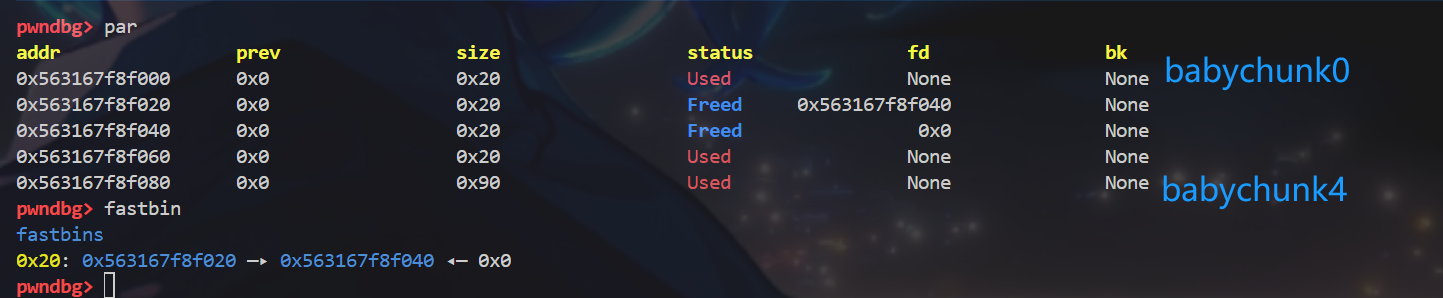 pwndbg> par
addr prev size status fd bk
0x563167f8f000 0x0 0x20 Used None None babychunk0
0x563167f8f020 0x0 0x20 Freed 0x563167f8f040 None
0x563167f8f040 0x0 0x20 Freed 0x0 None
0x563167f8f060 0x0 0x20 Used None None
0x563167f8f080 0x0 0x90 Used None None babychunk4
pwndbg> fastbin
fastbins
0x20: 0x563167f8f020 —▸ 0x563167f8f040 ◂— 0x0
pwndbg>